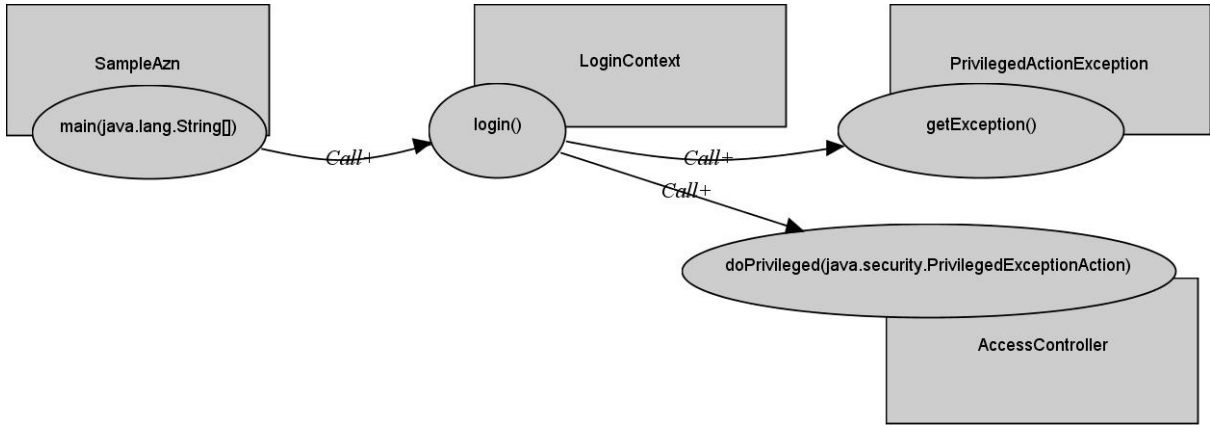 SampleAzn
main(java.lang.String[])
Call+
LoginContext
login()
Call+
Call+
PrivilegedActionException
getException()
doPrivileged(java.security.PrivilegedExceptionAction)
AccessController